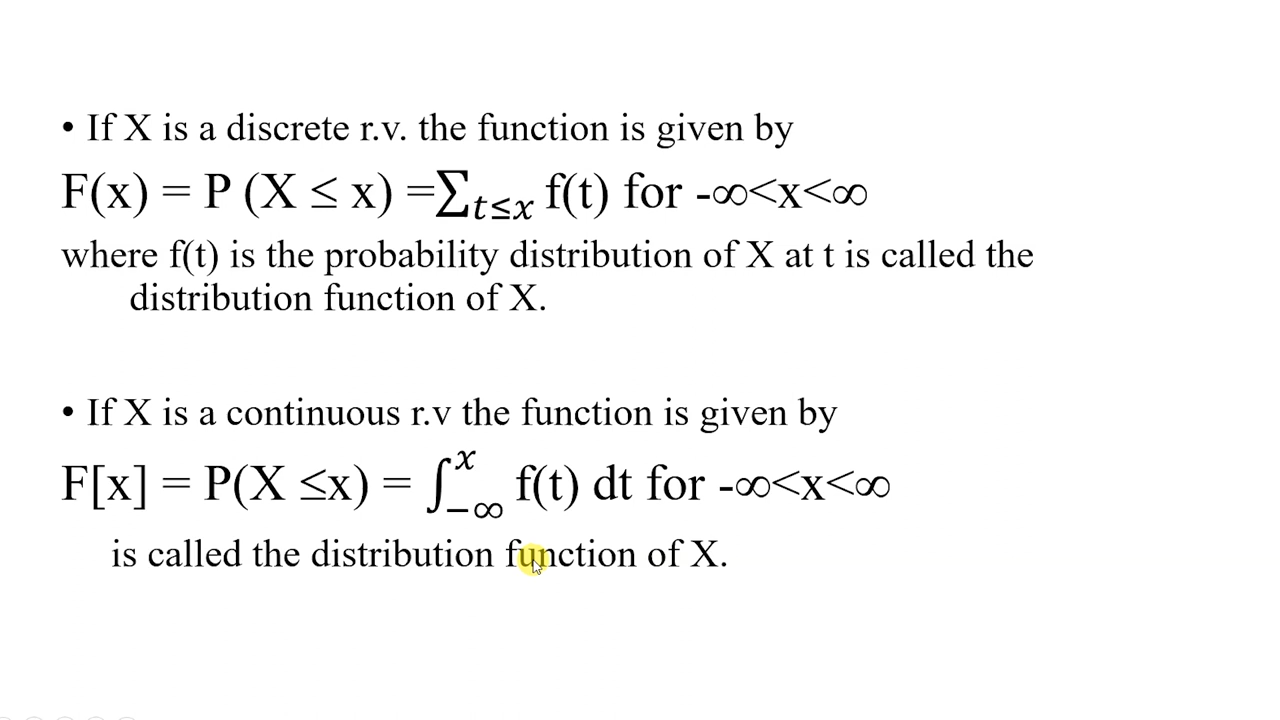 • If X is a discrete r.v. the function is given by
F(x) = P (X ≤ x) =∑t≤x f(t) for -∞<x<∞
where f(t) is the probability distribution of X at t is called the
distribution function of X.
• If X is a continuous r.v the function is given by
F[x] = P(X ≤x) = ∫−∞x f(t) dt for -∞<x<∞
is called the distribution function of X.